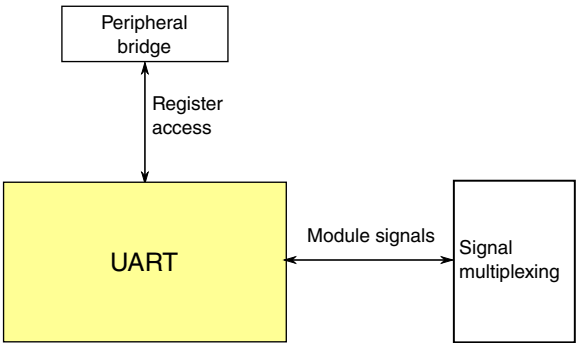 Peripheral
bridge
Register
access
UART
Module signals
Signal
multiplexing